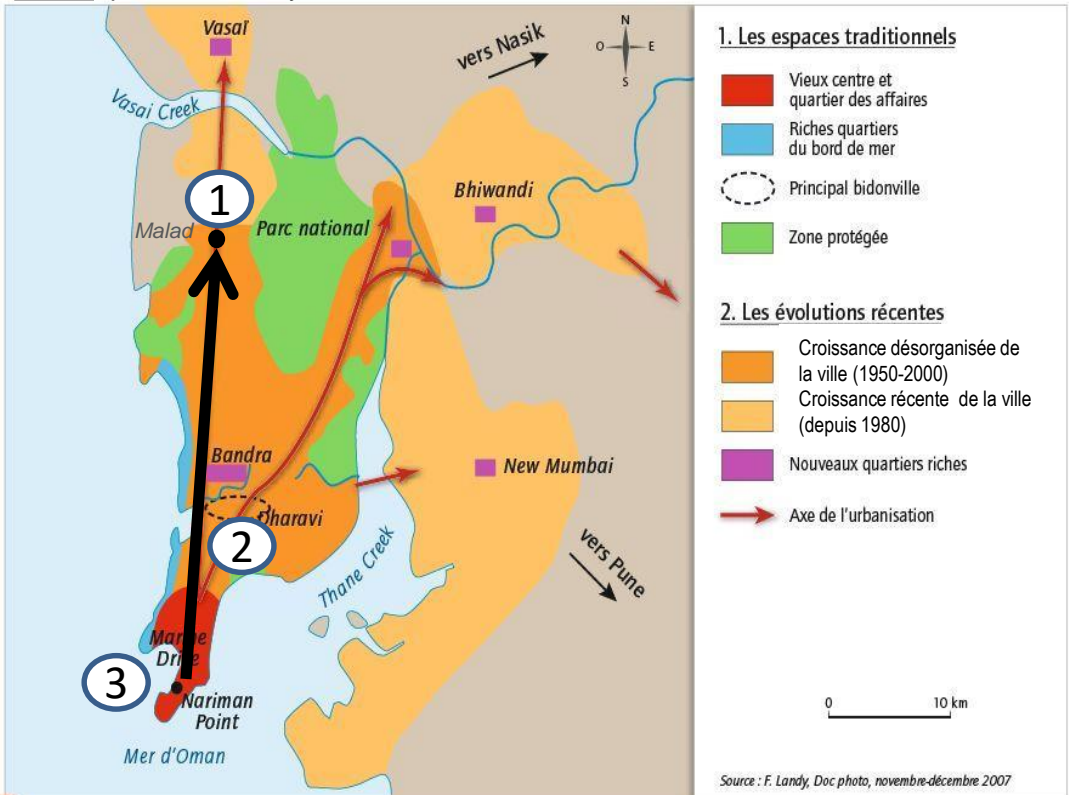 Vasaï
Vasai Creek
vers Nasik
N
O E
S
1
Malad
Parc national
Bhiwandi
Bandra
New Mumbai
Dharavi
2
Thane Creek
vers Pune
Marine
Drive
3
Nariman
Point
Mer d'Oman
1. Les espaces traditionnels
Vieux centre et
quartier des affaires
Riches quartiers
du bord de mer
Principal bidonville
Zone protégée
2. Les évolutions récentes
Croissance désorganisée de
la ville (1950-2000)
Croissance récente de la ville
(depuis 1980)
Nouveaux quartiers riches
Axe de l'urbanisation
0 10 km
Source : F. Landy, Doc photo, novembre-décembre 2007